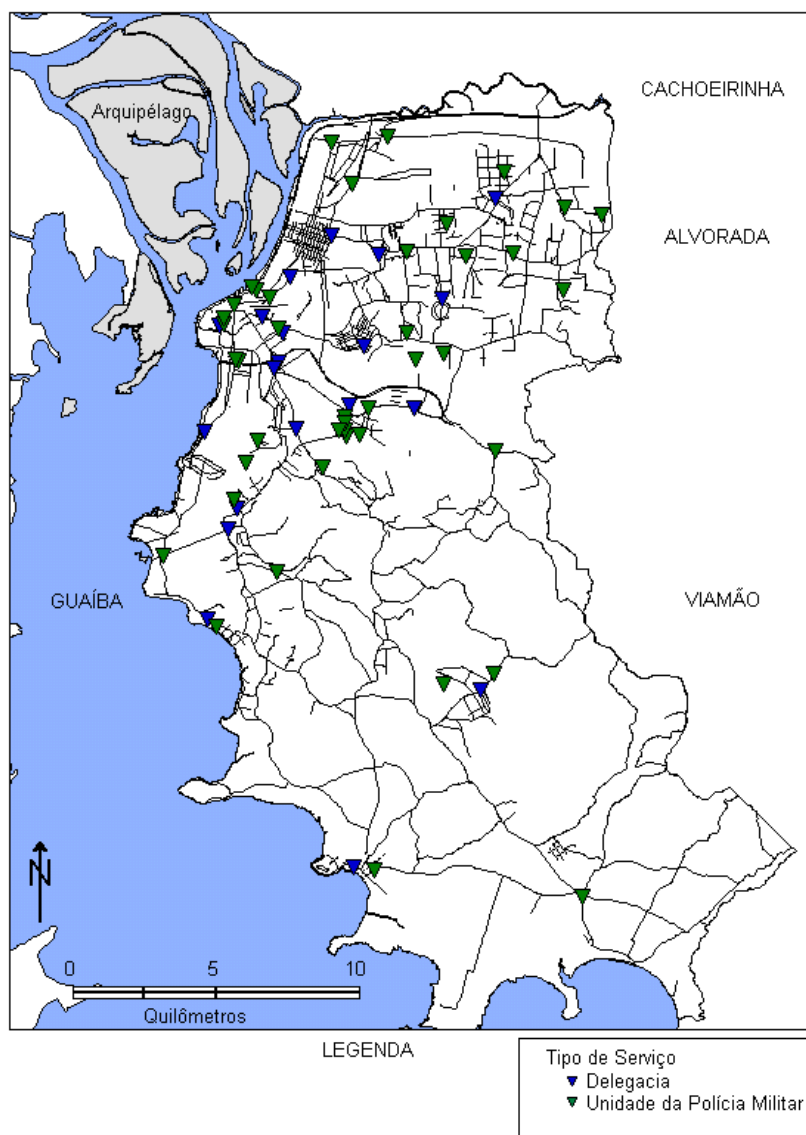 CACHOEIRINHA
Arquipélago
ALVORADA
GUAÍBA
VIAMÃO
N
0 5 10
Quilômetros
LEGENDA
Tipo de Serviço
Delegacia
Unidade da Polícia Militar